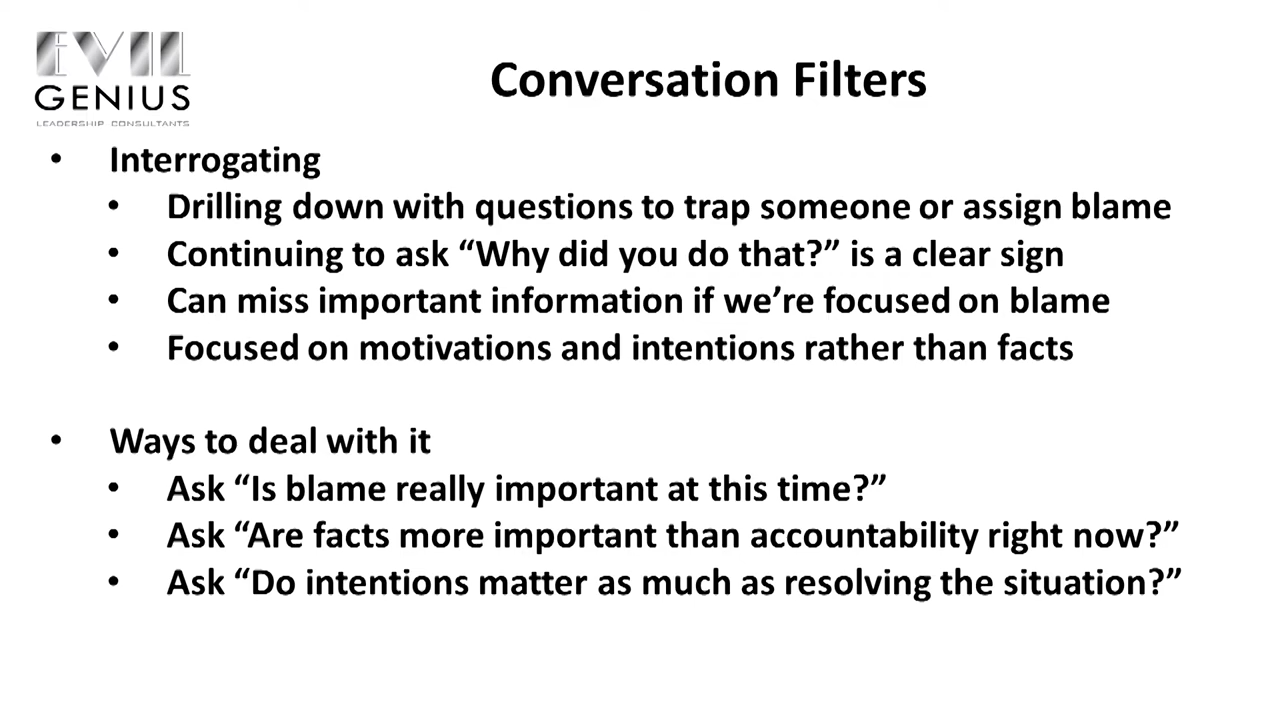 EVIL
GENIUS
LEADERSHIP CONSULTANTS
Conversation Filters
• Interrogating
• Drilling down with questions to trap someone or assign blame
• Continuing to ask “Why did you do that?” is a clear sign
• Can miss important information if we’re focused on blame
• Focused on motivations and intentions rather than facts
• Ways to deal with it
• Ask “Is blame really important at this time?”
• Ask “Are facts more important than accountability right now?”
• Ask “Do intentions matter as much as resolving the situation?”